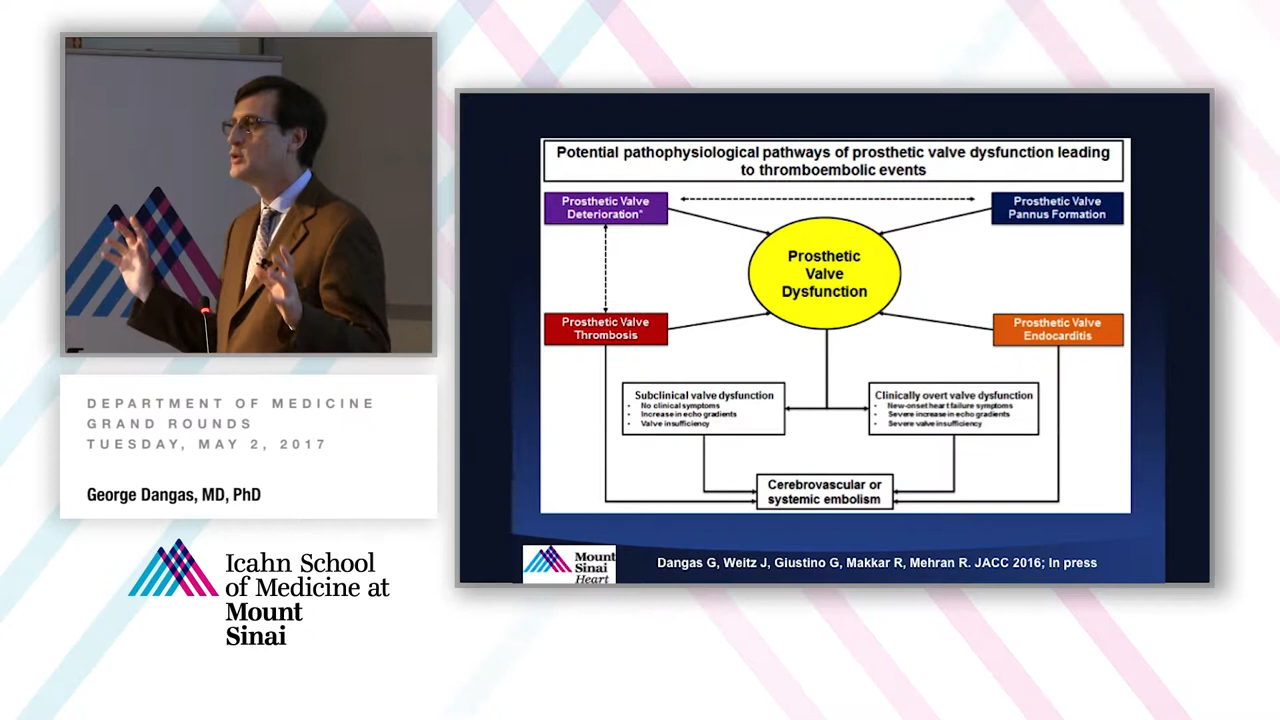 DEPARTMENT OF MEDICINE
GRAND ROUNDS
TUESDAY, MAY 2, 2017
George Dangas, MD, PhD
Icahn School
of Medicine at
Mount
Sinai
Potential pathophysiological pathways of prosthetic valve dysfunction leading
to thromboembolic events
Prosthetic Valve
Deterioration*
Prosthetic Valve
Pannus Formation
Prosthetic
Valve
Dysfunction
Prosthetic Valve
Thrombosis
Prosthetic Valve
Endocarditis
Subclinical valve dysfunction
• No clinical symptoms
• Increase in echo gradients
• Valve insufficiency
Clinically overt valve dysfunction
• New-onset heart failure symptoms
• Severe increase in echo gradients
• Severe valve insufficiency
Cerebrovascular or
systemic embolism
Mount
Sinai
Heart
Dangas G, Weitz J, Giustino G, Makkar R, Mehran R. JACC 2016; In press